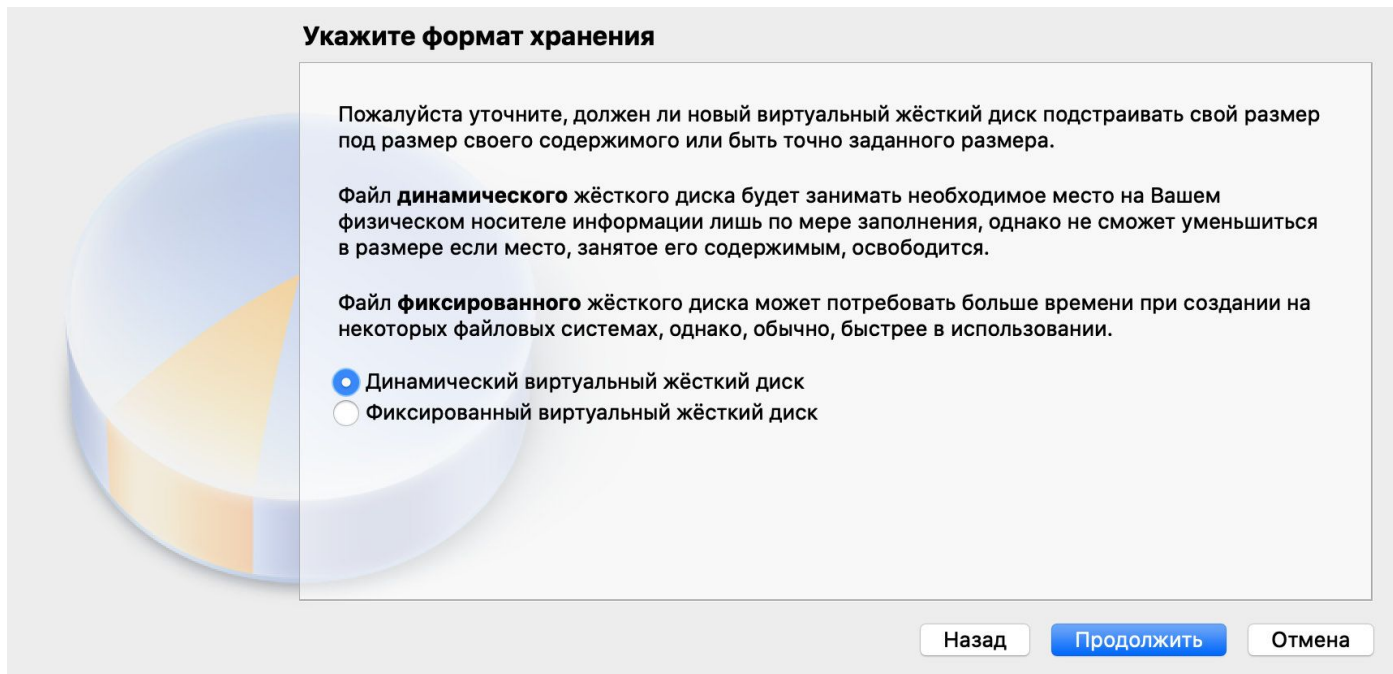 Укажите формат хранения
Пожалуйста уточните, должен ли новый виртуальный жёсткий диск подстраивать свой размер
под размер своего содержимого или быть точно заданного размера.
Файл динамического жёсткого диска будет занимать необходимое место на Вашем
физическом носителе информации лишь по мере заполнения, однако не сможет уменьшиться
в размере если место, занятое его содержимым, освободится.
Файл фиксированного жёсткого диска может потребовать больше времени при создании на
некоторых файловых системах, однако, обычно, быстрее в использовании.
Динамический виртуальный жёсткий диск
Фиксированный виртуальный жёсткий диск
Назад Продолжить Отмена